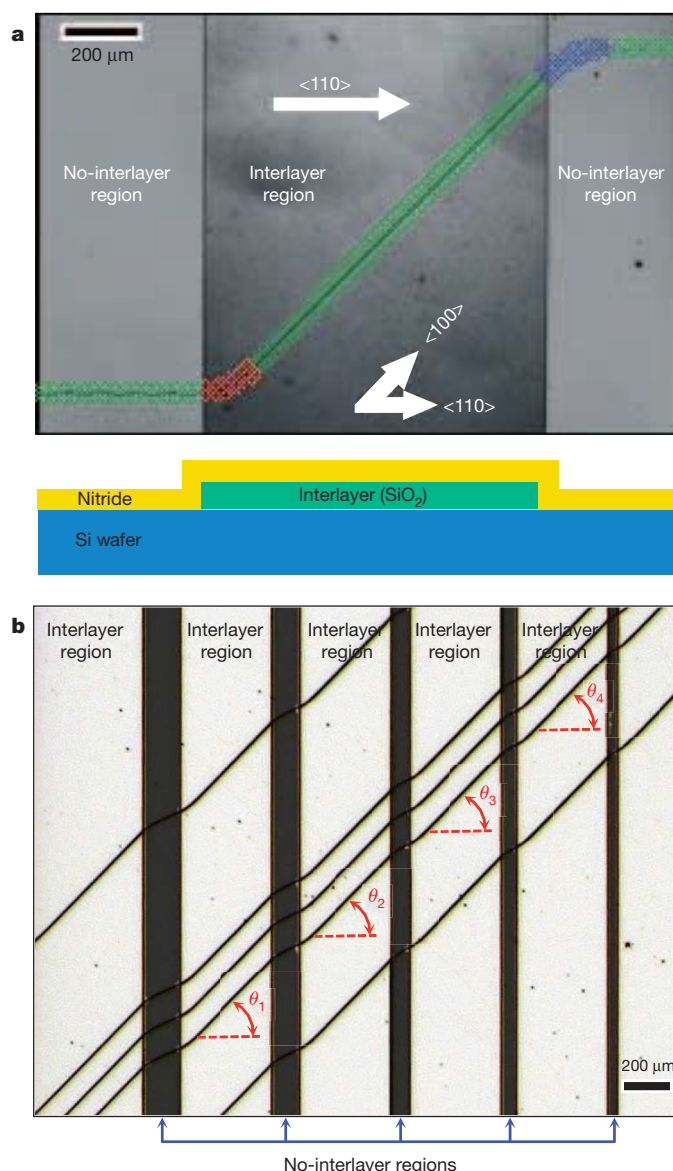 a
200 μm
<110>
No-interlayer
region
Interlayer
region
No-interlayer
region
<100>
<110>
Nitride
Interlayer (SiO₂)
Si wafer
b
Interlayer
region
Interlayer
region
Interlayer
region
Interlayer
region
Interlayer
region
θ₄
θ₃
θ₂
θ₁
200 μm
No-interlayer regions